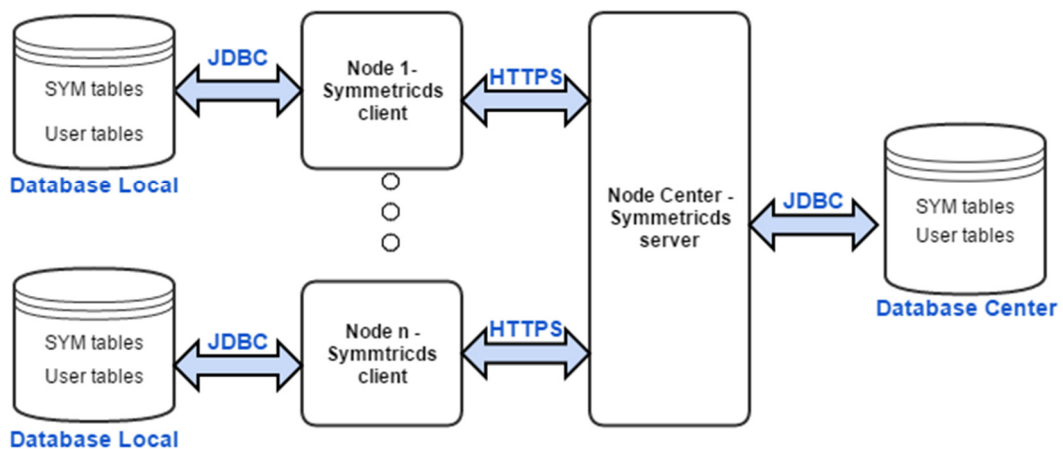 SYM tables
User tables
Database Local
JDBC
Node 1-
Symmetricds
client
HTTPS
Node Center -
Symmetricds
server
JDBC
SYM tables
User tables
Database Center
SYM tables
User tables
Database Local
JDBC
Node n -
Symmtricds
client
HTTPS